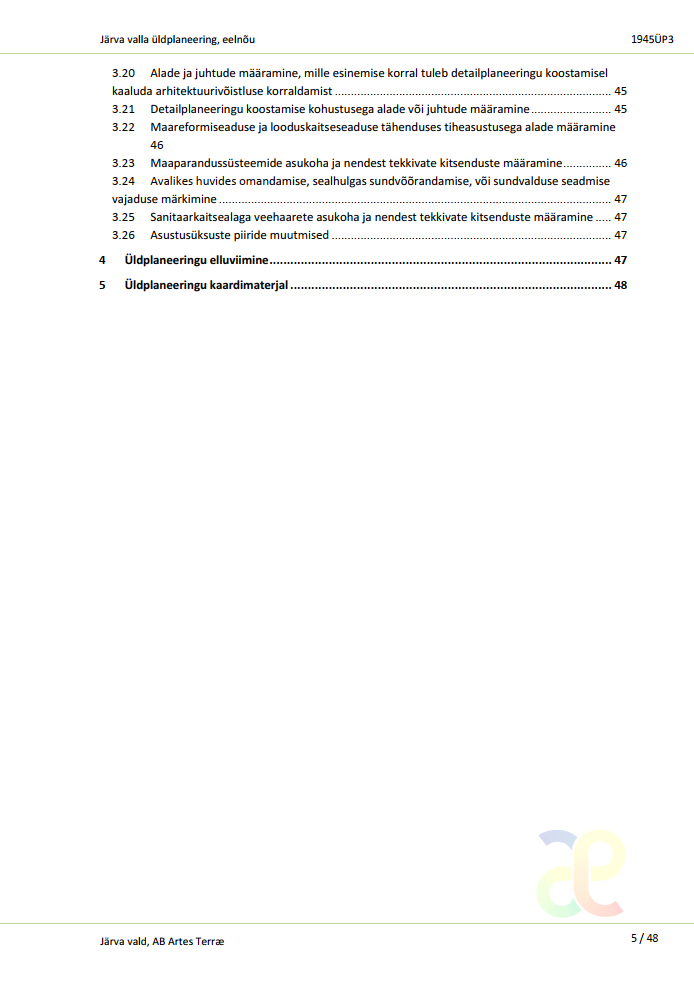 Järva valla üldplaneering, eelnõu 1945ÜP3
3.20 Alade ja juhtude määramine, mille esinemise korral tuleb detailplaneeringu koostamisel
kaaluda arhitektuurivõistluse korraldamist ........................................................................................ 45
3.21 Detailplaneeringu koostamise kohustusega alade või juhtude määramine ......................... 45
3.22 Maareformiseaduse ja looduskaitseseaduse tähenduses tiheasustusega alade määramine
46
3.23 Maaparandussüsteemide asukoha ja nendest tekkivate kitsenduste määramine ............... 46
3.24 Avalikes huvides omandamise, sealhulgas sundvõõrandamise, või sundvalduse seadmise
vajaduse märkimine ............................................................................................................................. 47
3.25 Sanitaarkaitsealaga veehaarete asukoha ja nendest tekkivate kitsenduste määramine ..... 47
3.26 Asustusüksuste piiride muutmised ......................................................................................... 47
4 Üldplaneeringu elluviimine .................................................................................................. 47
5 Üldplaneeringu kaardimaterjal ............................................................................................ 48
Järva vald, AB Artes Terræ 5 / 48